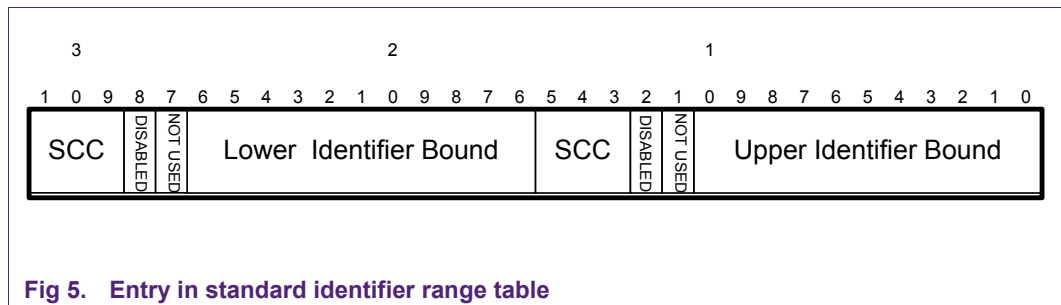 3 2 1
1 0 9 8 7 6 5 4 3 2 1 0 9 8 7 6 5 4 3 2 1 0 9 8 7 6 5 4 3 2 1 0
SCC DISABLED NOT USED Lower Identifier Bound SCC DISABLED NOT USED Upper Identifier Bound
Fig 5. Entry in standard identifier range table